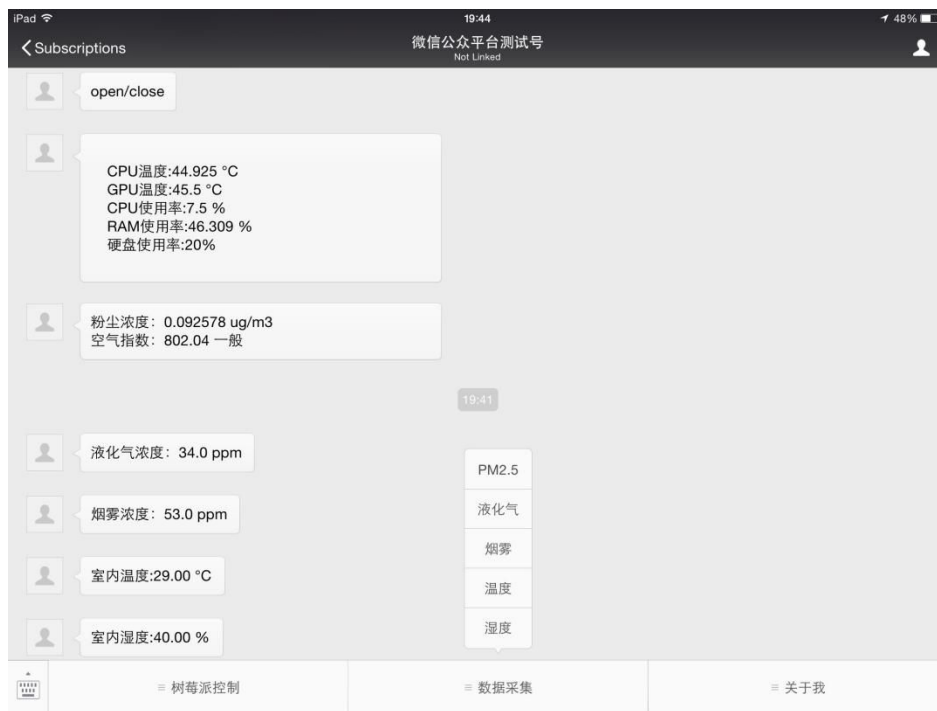 iPad
19:44
48%
Subscriptions
微信公众平台测试号
Not Linked
open/close
CPU温度:44.925 °C
GPU温度:45.5 °C
CPU使用率:7.5 %
RAM使用率:46.309 %
硬盘使用率:20%
粉尘浓度：0.092578 ug/m3
空气指数：802.04 一般
19:41
液化气浓度：34.0 ppm
烟雾浓度：53.0 ppm
室内温度:29.00 °C
室内湿度:40.00 %
PM2.5
液化气
烟雾
温度
湿度
树莓派控制
数据采集
关于我